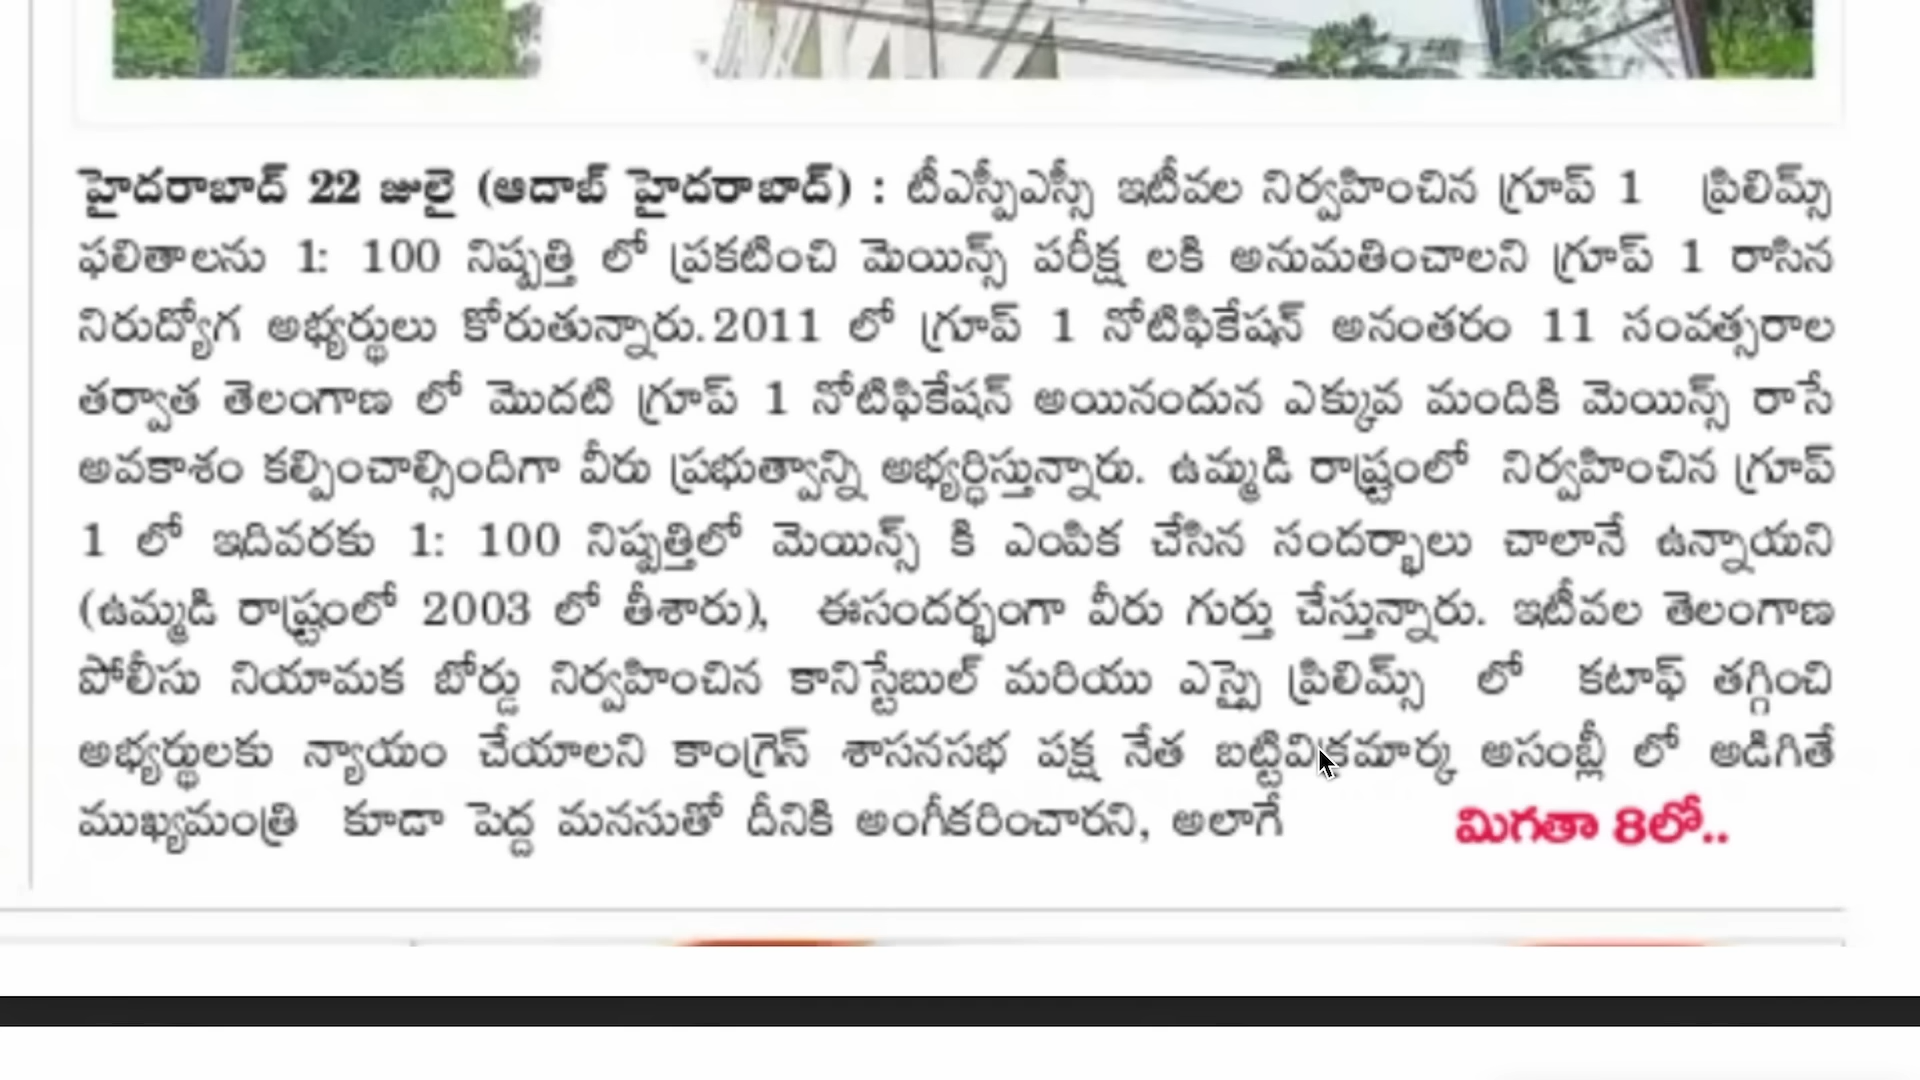 హైదరాబాద్ 22 జులై (ఆదాబ్ హైదరాబాద్) : టీఎస్పీఎస్సీ ఇటీవల నిర్వహించిన గ్రూప్ 1 ప్రిలిమ్స్
ఫలితాలను 1: 100 నిష్పత్తి లో ప్రకటించి మెయిన్స్ పరీక్ష లకి అనుమతించాలని గ్రూప్ 1 రాసిన
నిరుద్యోగ అభ్యర్థులు కోరుతున్నారు.2011 లో గ్రూప్ 1 నోటిఫికేషన్ అనంతరం 11 సంవత్సరాల
తర్వాత తెలంగాణ లో మొదటి గ్రూప్ 1 నోటిఫికేషన్ అయినందున ఎక్కువ మందికి మెయిన్స్ రాసే
అవకాశం కల్పించాల్సిందిగా వీరు ప్రభుత్వాన్ని అభ్యర్ధిస్తున్నారు. ఉమ్మడి రాష్ట్రంలో నిర్వహించిన గ్రూప్
1 లో ఇదివరకు 1: 100 నిష్పత్తిలో మెయిన్స్ కి ఎంపిక చేసిన సందర్భాలు చాలానే ఉన్నాయని
(ఉమ్మడి రాష్ట్రంలో 2003 లో తీశారు), ఈసందర్భంగా వీరు గుర్తు చేస్తున్నారు. ఇటీవల తెలంగాణ
పోలీసు నియామక బోర్డు నిర్వహించిన కానిస్టేబుల్ మరియు ఎస్సై ప్రిలిమ్స్ లో కటాఫ్ తగ్గించి
అభ్యర్థులకు న్యాయం చేయాలని కాంగ్రెస్ శాసనసభ పక్ష నేత బట్టివిక్రమార్క అసంబ్లీ లో అడిగితే
ముఖ్యమంత్రి కూడా పెద్ద మనసుతో దీనికి అంగీకరించారని, అలాగే మిగతా 8లో..